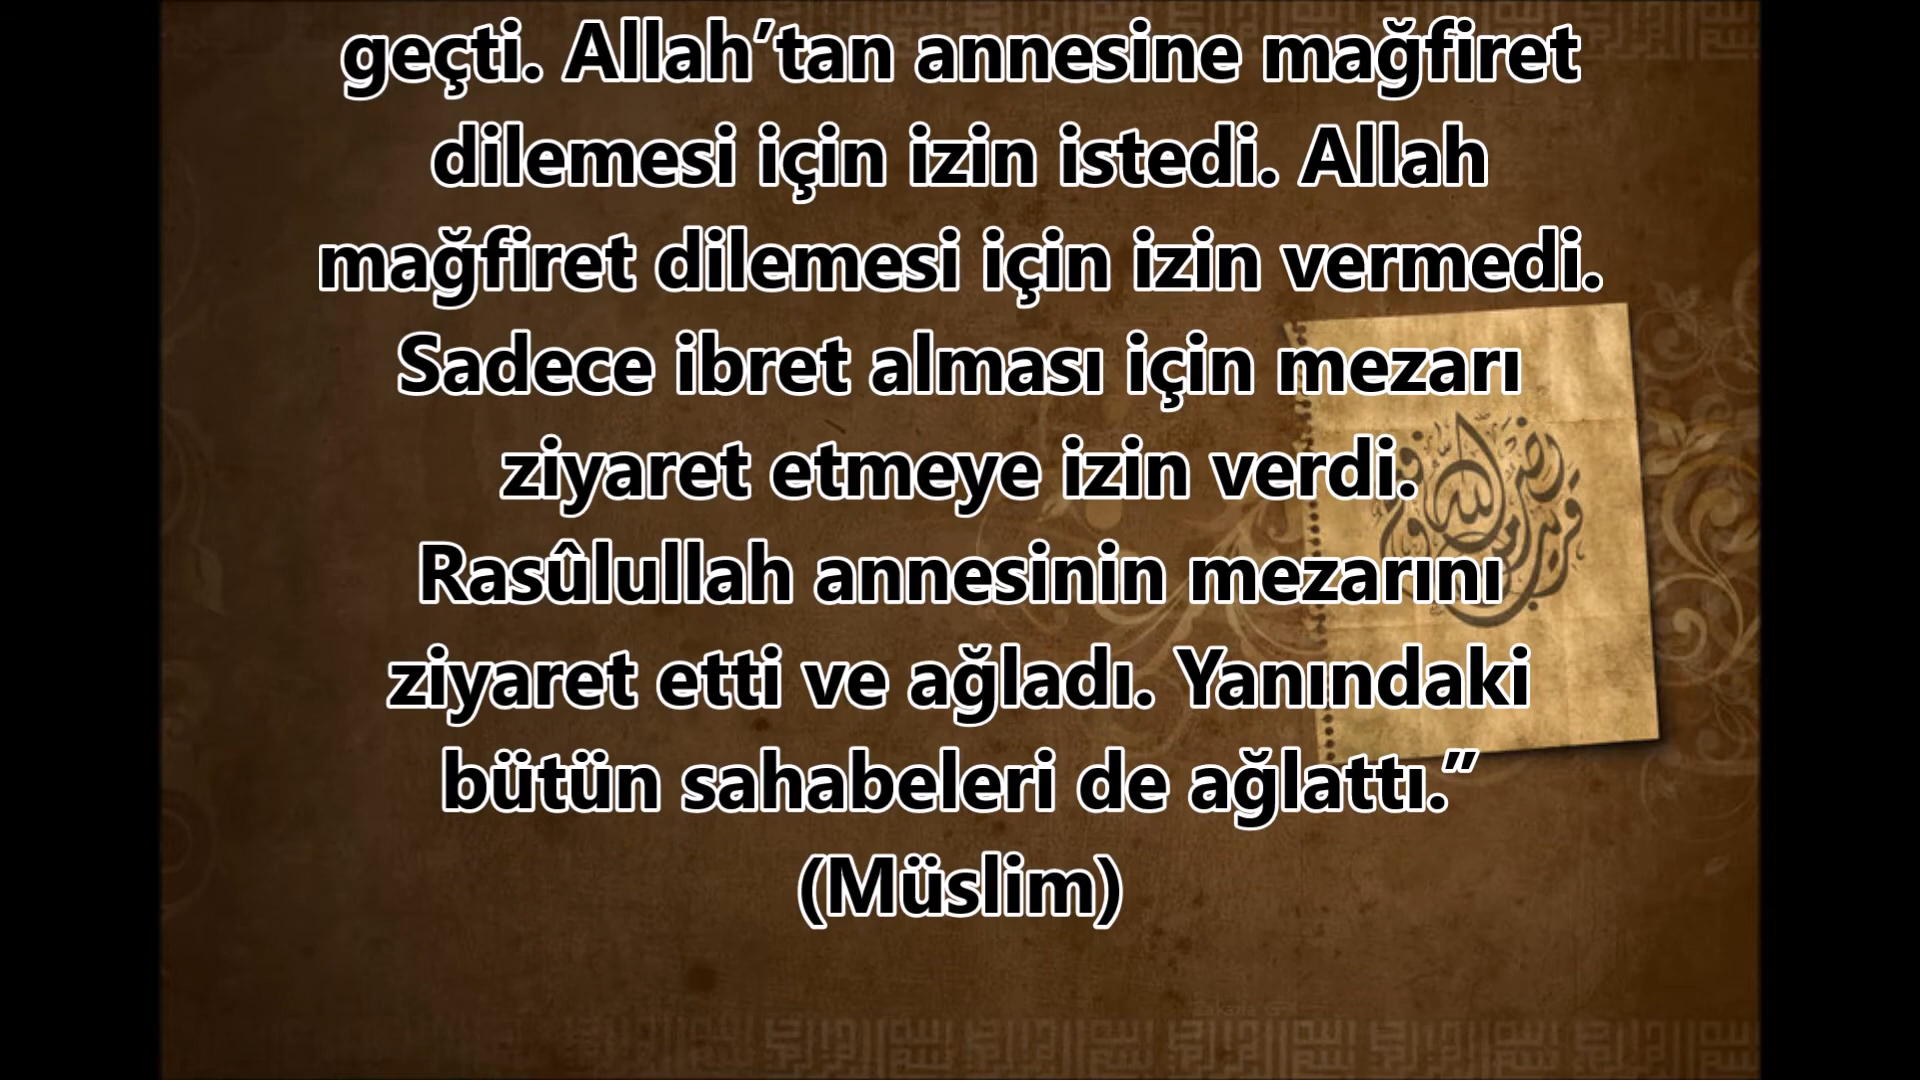 geçti. Allah’tan annesine mağfiret
dilemesi için izin istedi. Allah
mağfiret dilemesi için izin vermedi.
Sadece ibret alması için mezarı
ziyaret etmeye izin verdi.
Rasûlullah annesinin mezarını
ziyaret etti ve ağladı. Yanındaki
bütün sahabeleri de ağlattı.”
(Müslim)